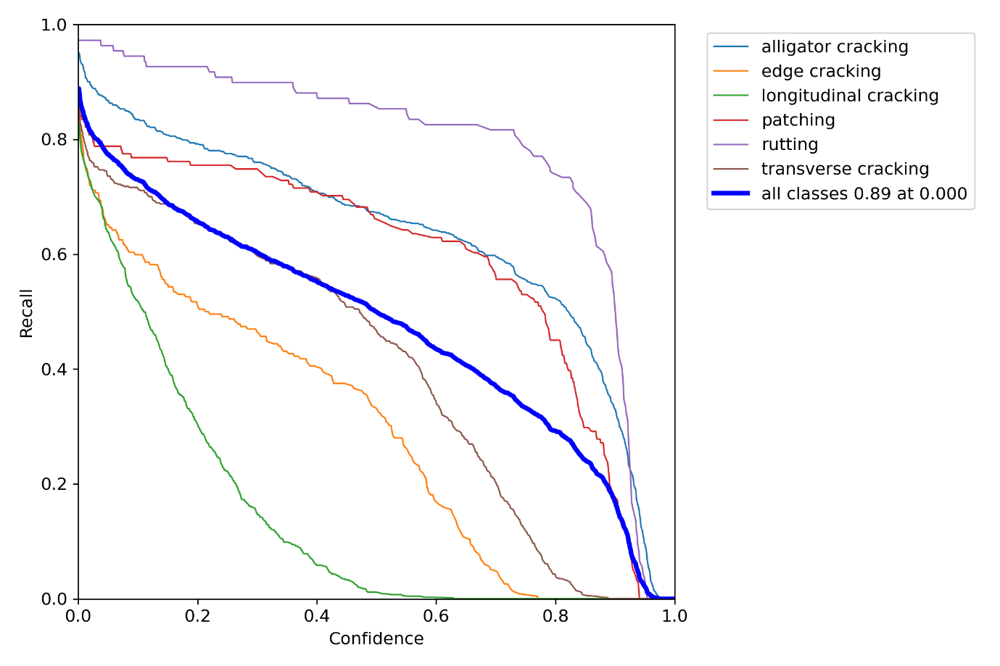 1.0
0.8
0.6
0.4
0.2
0.0
Recall
0.0 0.2 0.4 0.6 0.8 1.0
Confidence
alligator cracking
edge cracking
longitudinal cracking
patching
rutting
transverse cracking
all classes 0.89 at 0.000